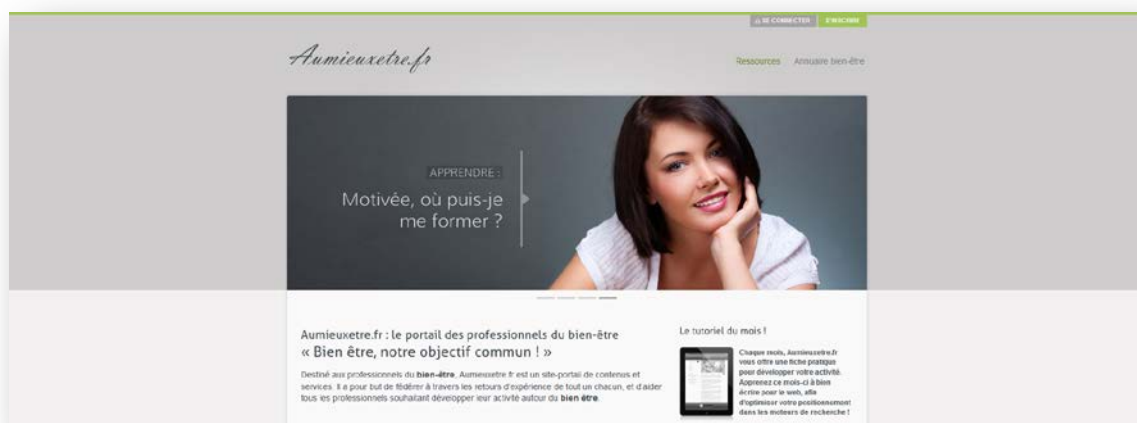 SE CONNECTER S'INSCRIRE
Aumieuxetre.fr
Ressources Annuaire bien-être
APPRENDRE :
Motivée, où puis-je
me former ?
Aumieuxetre.fr : le portail des professionnels du bien-être
« Bien être, notre objectif commun ! »
Destiné aux professionnels du bien-être, Aumieuxetre.fr est un site-portail de contenus et
services. Il a pour but de fédérer à travers les retours d'expérience de tout un chacun, et d'aider
tous les professionnels souhaitant développer leur activité autour du bien être.
Le tutoriel du mois !
Chaque mois, Aumieuxetre.fr
vous offre une fiche pratique
pour développer votre activité.
Apprenez ce mois-ci à bien
écrire pour le web, afin
d'optimiser votre positionnement
dans les moteurs de recherche !